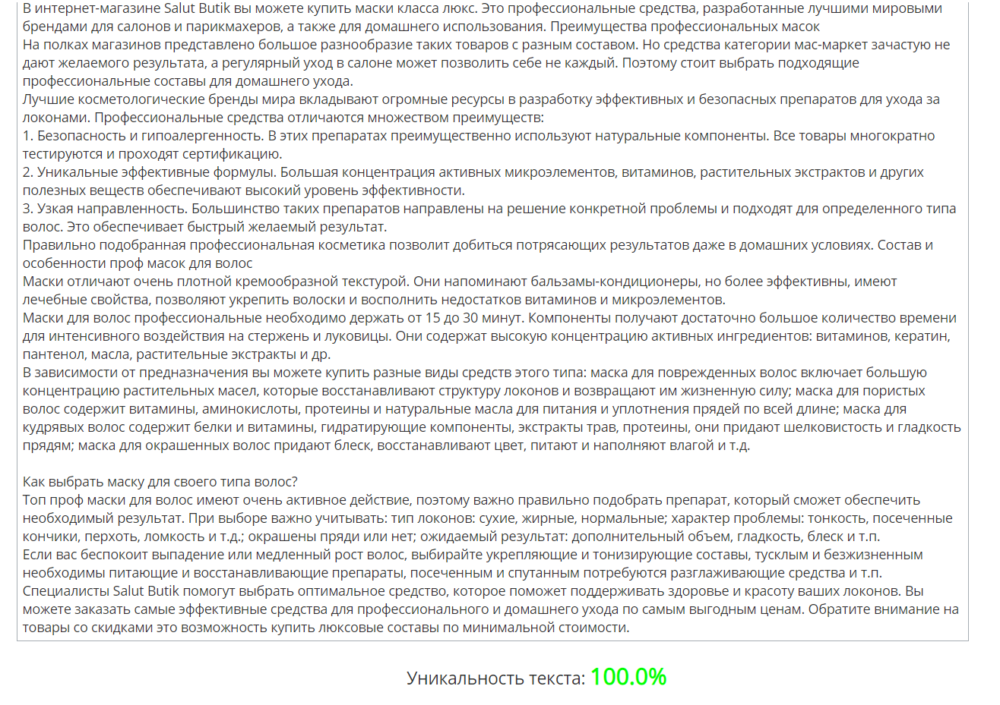 В интернет-магазине Salut Butik вы можете купить маски класса люкс. Это профессиональные средства, разработанные лучшими мировыми
брендами для салонов и парикмахеров, а также для домашнего использования. Преимущества профессиональных масок
На полках магазинов представлено большое разнообразие таких товаров с разным составом. Но средства категории мас-маркет зачастую не
дают желаемого результата, а регулярный уход в салоне может позволить себе не каждый. Поэтому стоит выбрать подходящие
профессиональные составы для домашнего ухода.
Лучшие косметологические бренды мира вкладывают огромные ресурсы в разработку эффективных и безопасных препаратов для ухода за
локонами. Профессиональные средства отличаются множеством преимуществ:
1. Безопасность и гипоалергенность. В этих препаратах преимущественно используют натуральные компоненты. Все товары многократно
тестируются и проходят сертификацию.
2. Уникальные эффективные формулы. Большая концентрация активных микроэлементов, витаминов, растительных экстрактов и других
полезных веществ обеспечивают высокий уровень эффективности.
3. Узкая направленность. Большинство таких препаратов направлены на решение конкретной проблемы и подходят для определенного типа
волос. Это обеспечивает быстрый желаемый результат.
Правильно подобранная профессиональная косметика позволит добиться потрясающих результатов даже в домашних условиях. Состав и
особенности проф масок для волос
Маски отличают очень плотной кремообразной текстурой. Они напоминают бальзамы-кондиционеры, но более эффективны, имеют
лечебные свойства, позволяют укрепить волоски и восполнить недостатков витаминов и микроэлементов.
Маски для волос профессиональные необходимо держать от 15 до 30 минут. Компоненты получают достаточно большое количество времени
для интенсивного воздействия на стержень и луковицы. Они содержат высокую концентрацию активных ингредиентов: витаминов, кератин,
пантенол, масла, растительные экстракты и др.
В зависимости от предназначения вы можете купить разные виды средств этого типа: маска для поврежденных волос включает большую
концентрацию растительных масел, которые восстанавливают структуру локонов и возвращают им жизненную силу; маска для пористых
волос содержит витамины, аминокислоты, протеины и натуральные масла для питания и уплотнения прядей по всей длине; маска для
кудрявых волос содержит белки и витамины, гидратирующие компоненты, экстракты трав, протеины, они придают шелковистость и гладкость
прядям; маска для окрашенных волос придают блеск, восстанавливают цвет, питают и наполняют влагой и т.д.
Как выбрать маску для своего типа волос?
Топ проф маски для волос имеют очень активное действие, поэтому важно правильно подобрать препарат, который сможет обеспечить
необходимый результат. При выборе важно учитывать: тип локонов: сухие, жирные, нормальные; характер проблемы: тонкость, посеченные
кончики, перхоть, ломкость и т.д.; окрашены пряди или нет; ожидаемый результат: дополнительный объем, гладкость, блеск и т.п.
Если вас беспокоит выпадение или медленный рост волос, выбирайте укрепляющие и тонизирующие составы, тусклым и безжизненным
необходимы питающие и восстанавливающие препараты, посеченным и спутанным потребуются разглаживающие средства и т.п.
Специалисты Salut Butik помогут выбрать оптимальное средство, которое поможет поддерживать здоровье и красоту ваших локонов. Вы
можете заказать самые эффективные средства для профессионального и домашнего ухода по самым выгодным ценам. Обратите внимание на
товары со скидками это возможность купить люксовые составы по минимальной стоимости.
Уникальность текста: 100.0%